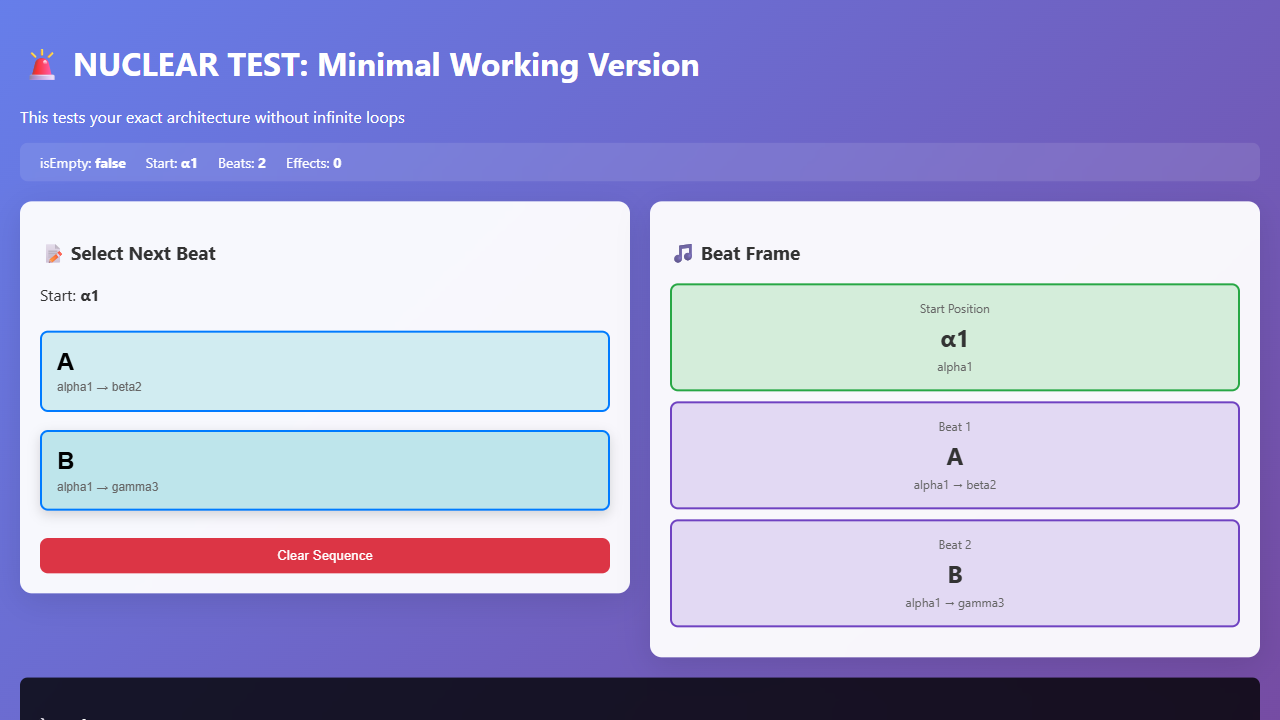 NUCLEAR TEST: Minimal Working Version
This tests your exact architecture without infinite loops
isEmpty: false Start: α1 Beats: 2 Effects: 0
Select Next Beat
Start: α1
A
alpha1 → beta2
B
alpha1 → gamma3
Clear Sequence
Beat Frame
Start Position
α1
alpha1
Beat 1
A
alpha1 → beta2
Beat 2
B
alpha1 → gamma3